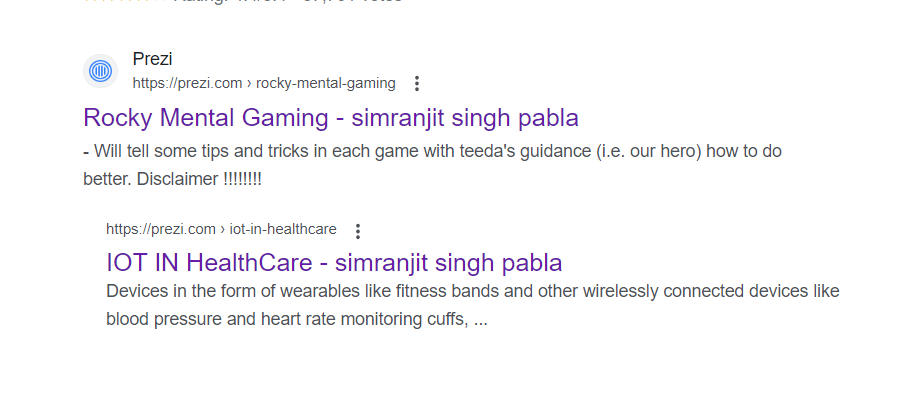 Prezi
https://prezi.com › rocky-mental-gaming
Rocky Mental Gaming - simranjit singh pabla
- Will tell some tips and tricks in each game with teeda's guidance (i.e. our hero) how to do
better. Disclaimer !!!!!!!!
https://prezi.com › iot-in-healthcare
IOT IN HealthCare - simranjit singh pabla
Devices in the form of wearables like fitness bands and other wirelessly connected devices like
blood pressure and heart rate monitoring cuffs, ...